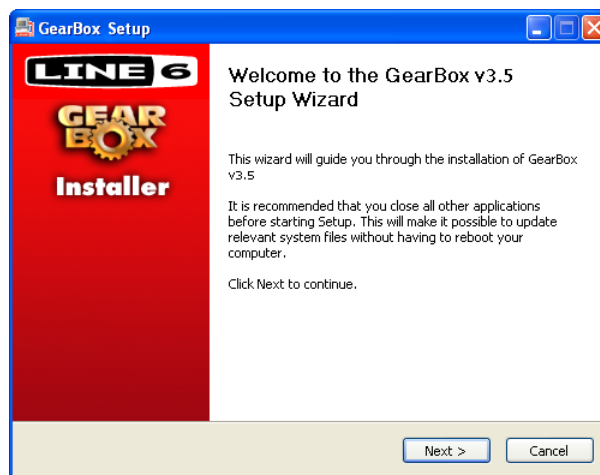 GearBox Setup
LINE 6
GEAR
BOX
Installer
Welcome to the GearBox v3.5
Setup Wizard
This wizard will guide you through the installation of GearBox
v3.5
It is recommended that you close all other applications
before starting Setup. This will make it possible to update
relevant system files without having to reboot your
computer.
Click Next to continue.
Next >
Cancel